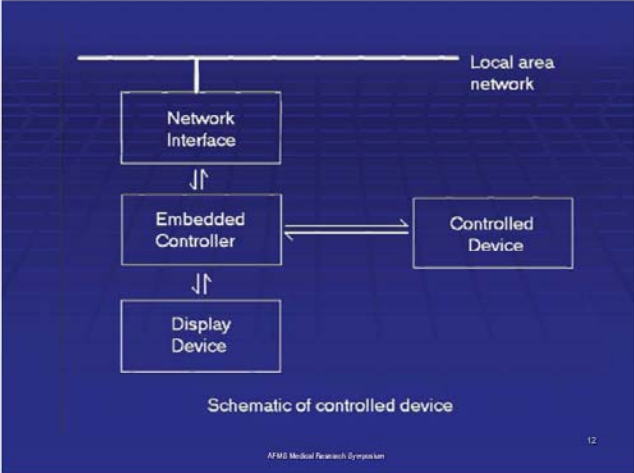 Local area
network
Network
Interface
Embedded
Controller
Controlled
Device
Display
Device
Schematic of controlled device
12
AFMS Medical Research Symposium